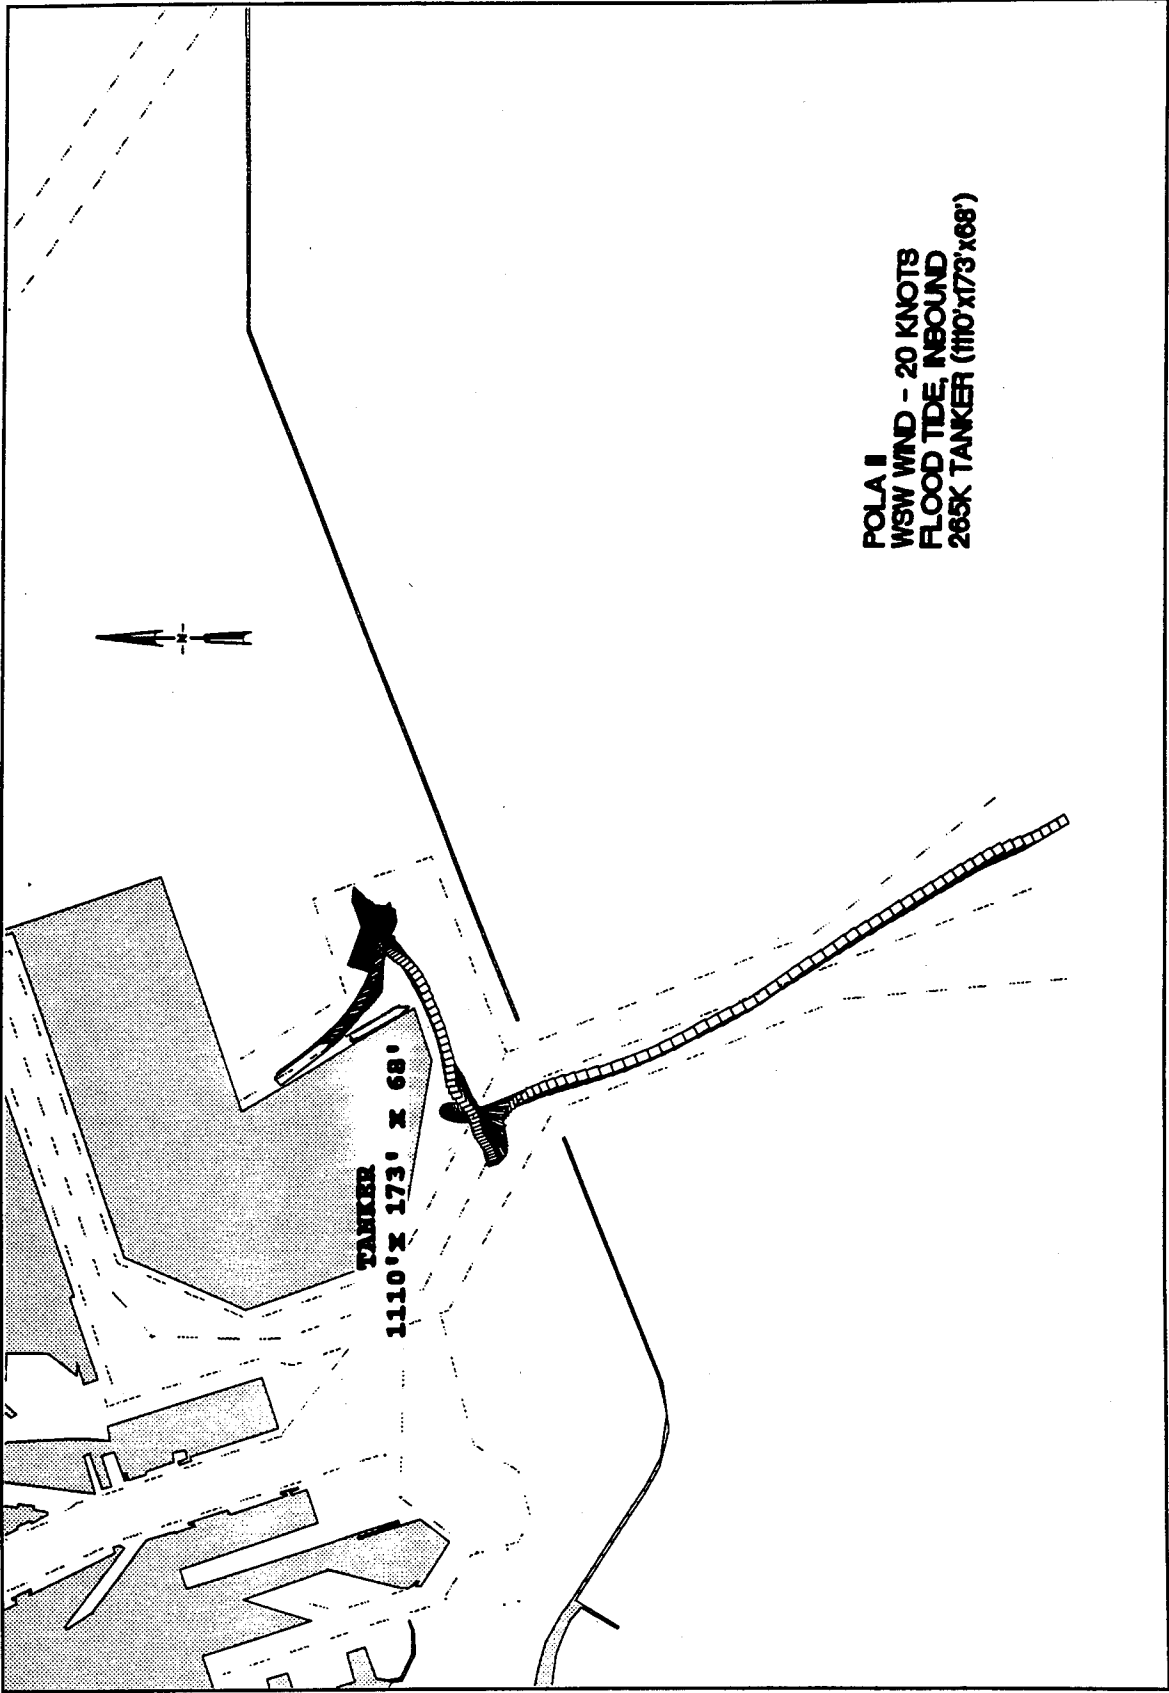 POLA II
WSW WIND - 20 KNOTS
FLOOD TIDE, INBOUND
265K TANKER (1110'x173'x68')
TANKER
1110'X 173' X 68'
N